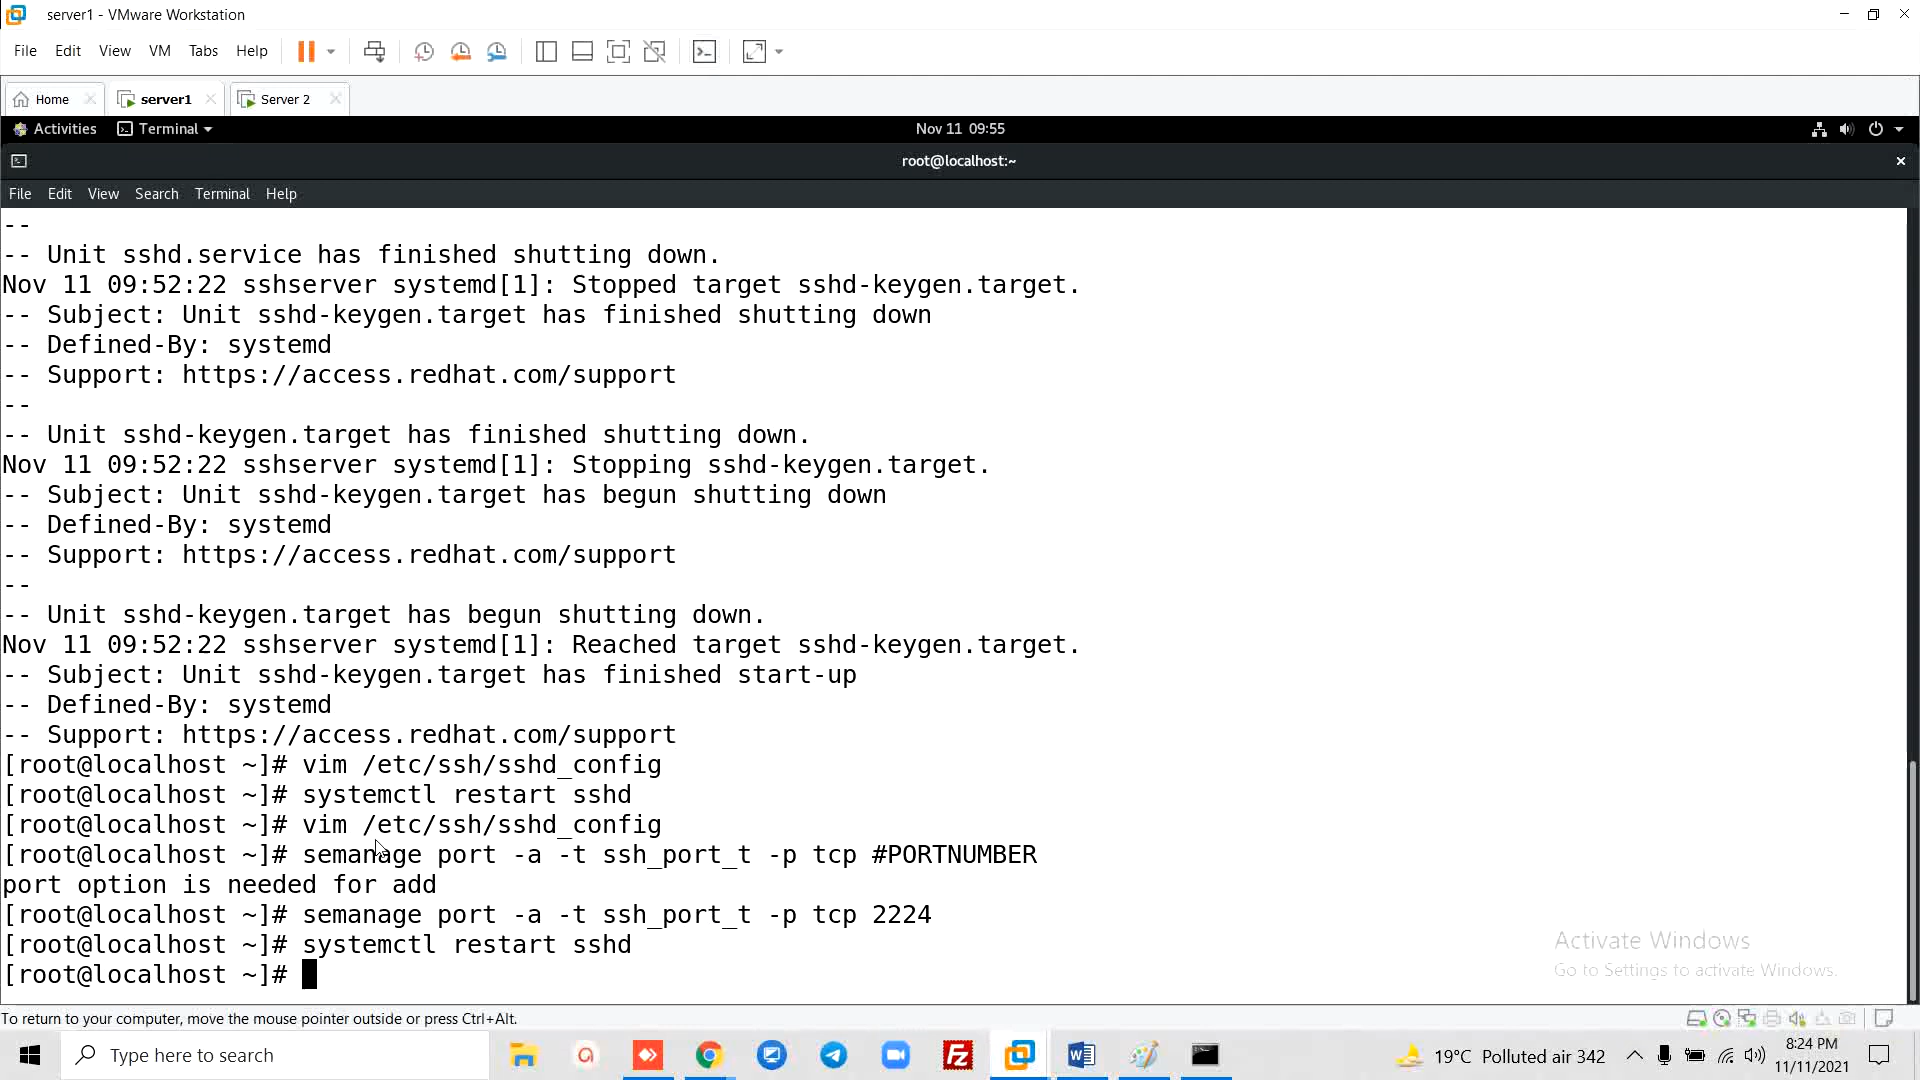 server1 - VMware Workstation
File Edit View VM Tabs Help
Home server1 Server 2
Activities Terminal Nov 11 09:55
root@localhost:~
File Edit View Search Terminal Help
--
-- Unit sshd.service has finished shutting down.
Nov 11 09:52:22 sshserver systemd[1]: Stopped target sshd-keygen.target.
-- Subject: Unit sshd-keygen.target has finished shutting down
-- Defined-By: systemd
-- Support: https://access.redhat.com/support
--
-- Unit sshd-keygen.target has finished shutting down.
Nov 11 09:52:22 sshserver systemd[1]: Stopping sshd-keygen.target.
-- Subject: Unit sshd-keygen.target has begun shutting down
-- Defined-By: systemd
-- Support: https://access.redhat.com/support
--
-- Unit sshd-keygen.target has begun shutting down.
Nov 11 09:52:22 sshserver systemd[1]: Reached target sshd-keygen.target.
-- Subject: Unit sshd-keygen.target has finished start-up
-- Defined-By: systemd
-- Support: https://access.redhat.com/support
[root@localhost ~]# vim /etc/ssh/sshd_config
[root@localhost ~]# systemctl restart sshd
[root@localhost ~]# vim /etc/ssh/sshd_config
[root@localhost ~]# semanage port -a -t ssh_port_t -p tcp #PORTNUMBER
port option is needed for add
[root@localhost ~]# semanage port -a -t ssh_port_t -p tcp 2224
[root@localhost ~]# systemctl restart sshd
[root@localhost ~]#
Activate Windows
Go to Settings to activate Windows.
To return to your computer, move the mouse pointer outside or press Ctrl+Alt.
Type here to search
19°C Polluted air 342
8:24 PM
11/11/2021